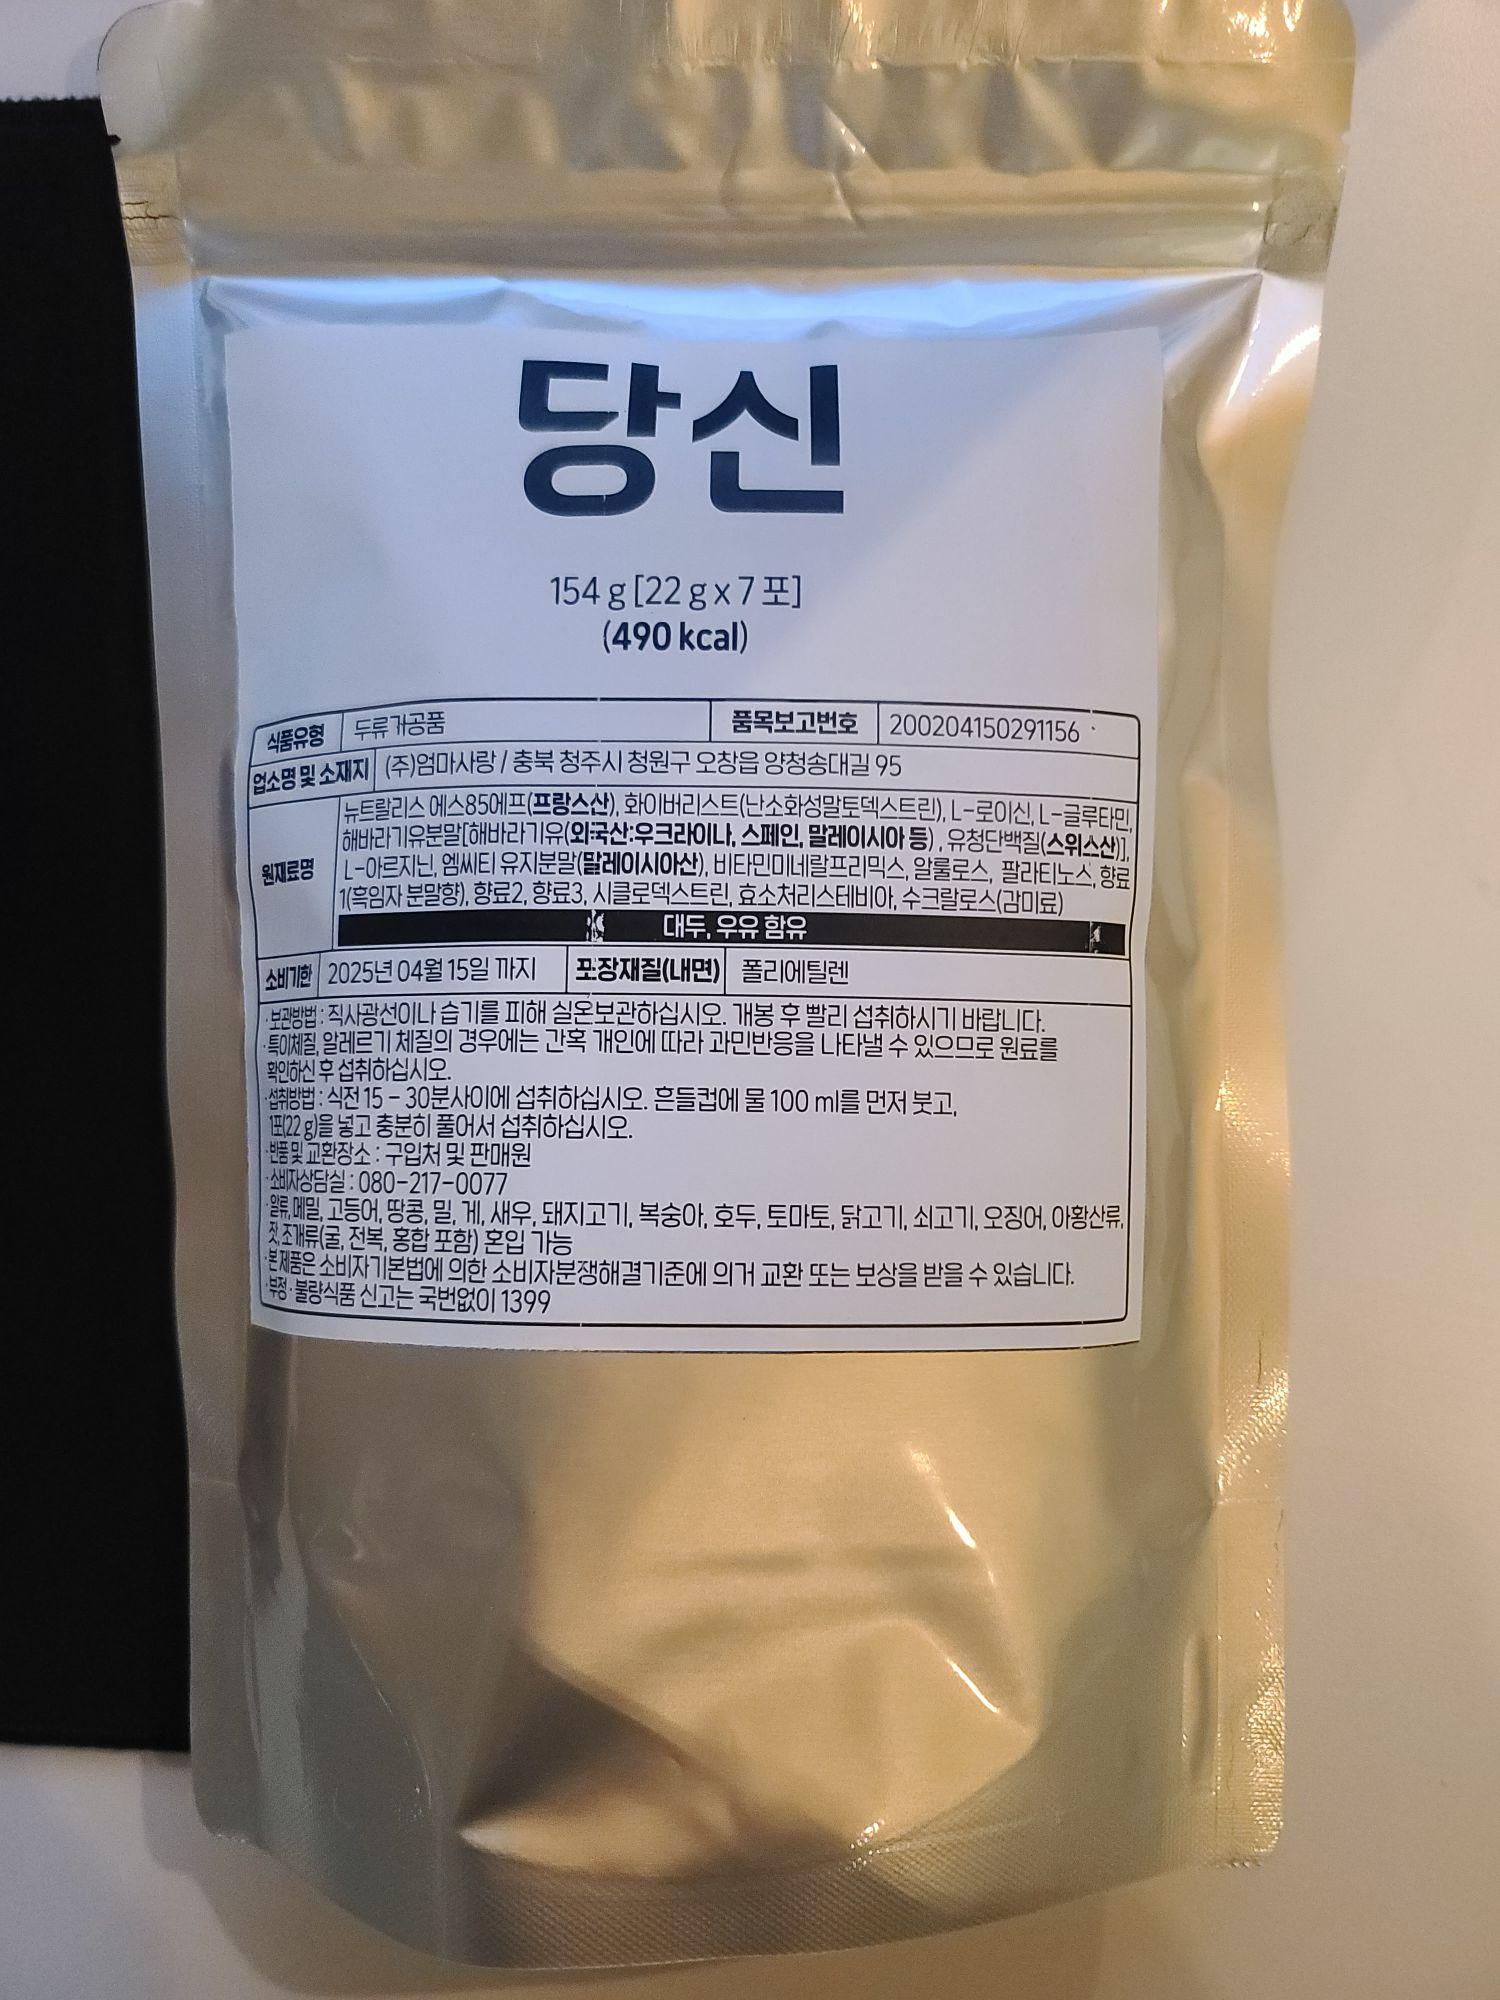 당신
154 g [22 g x 7 포]
(490 kcal)
식품유형 두류가공품 품목보고번호 200204150291156
업소명 및 소재지 (주)엄마사랑 / 충북 청주시 청원구 오창읍 양청송대길 95
원재료명
뉴트랄리스 에스85에프(프랑스산), 화이버리스트(난소화성말토덱스트린), L-로이신, L-글루타민,
해바라기유분말[해바라기유(외국산:우크라이나, 스페인, 말레이시아 등), 유청단백질(스위스산)],
L-아르지닌, 엠씨티 유지분말(말레이시아산), 비타민미네랄프리믹스, 알룰로스, 팔라티노스, 향료
1(흑임자 분말향), 향료2, 향료3, 시클로덱스트린, 효소처리스테비아, 수크랄로스(감미료)
대두, 우유 함유
소비기한 2025년 04월 15일 까지 포장재질(내면) 폴리에틸렌
· 보관방법 : 직사광선이나 습기를 피해 실온보관하십시오. 개봉 후 빨리 섭취하시기 바랍니다.
· 특이체질, 알레르기 체질의 경우에는 간혹 개인에 따라 과민반응을 나타낼 수 있으므로 원료를
확인하신 후 섭취하십시오.
· 섭취방법 : 식전 15 - 30분사이에 섭취하십시오. 흔들컵에 물 100 ml를 먼저 붓고,
1포(22 g)을 넣고 충분히 풀어서 섭취하십시오.
· 반품 및 교환장소 : 구입처 및 판매원
· 소비자상담실 : 080-217-0077
· 알류, 메밀, 고등어, 땅콩, 밀, 게, 새우, 돼지고기, 복숭아, 호두, 토마토, 닭고기, 쇠고기, 오징어, 아황산류,
잣, 조개류(굴, 전복, 홍합 포함) 혼입 가능
· 본 제품은 소비자기본법에 의한 소비자분쟁해결기준에 의거 교환 또는 보상을 받을 수 있습니다.
· 부정 · 불량식품 신고는 국번없이 1399